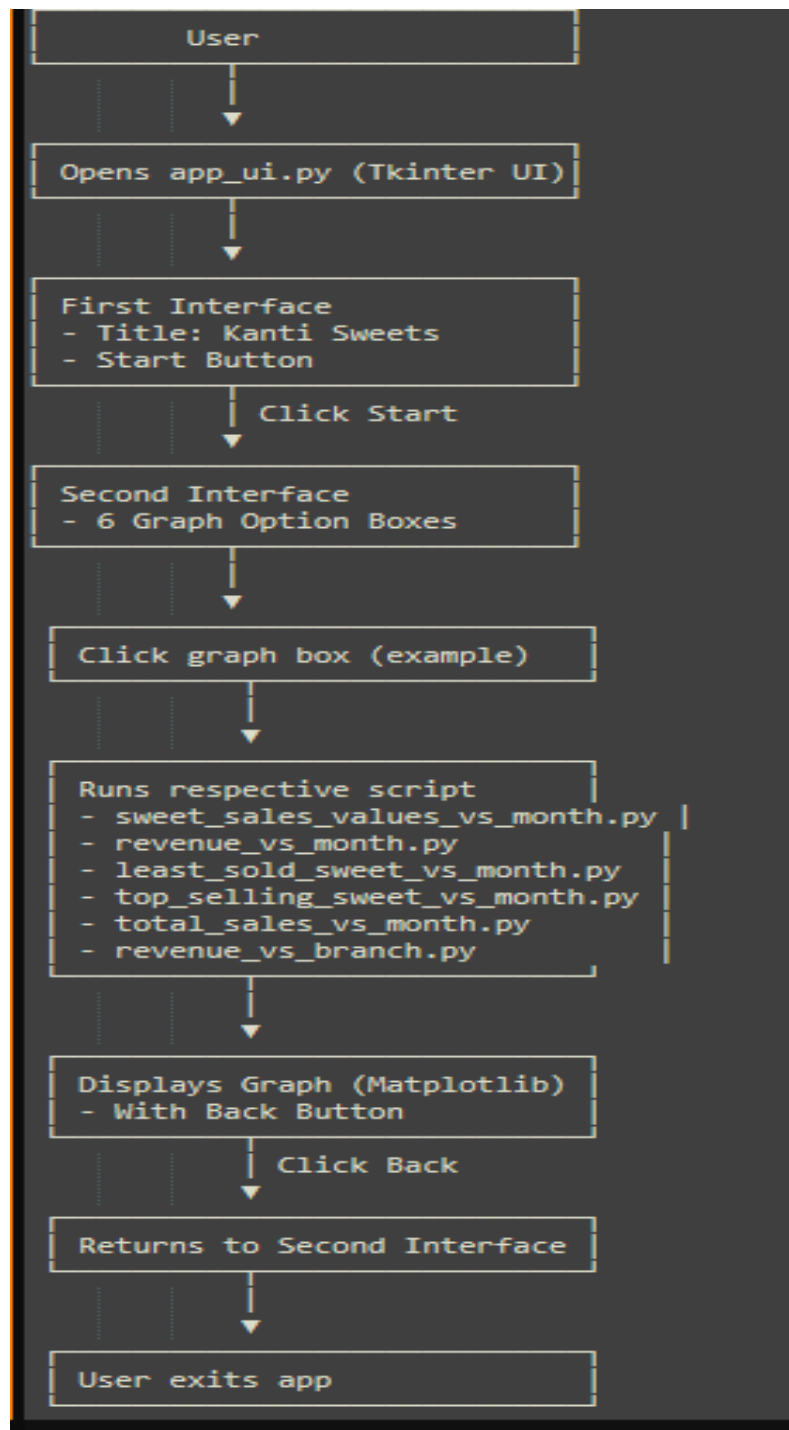 User
Opens app_ui.py (Tkinter UI)
First Interface
- Title: Kanti Sweets
- Start Button
Click Start
Second Interface
- 6 Graph Option Boxes
Click graph box (example)
Runs respective script
- sweet_sales_values_vs_month.py
- revenue_vs_month.py
- least_sold_sweet_vs_month.py
- top_selling_sweet_vs_month.py
- total_sales_vs_month.py
- revenue_vs_branch.py
Displays Graph (Matplotlib)
- With Back Button
Click Back
Returns to Second Interface
User exits app